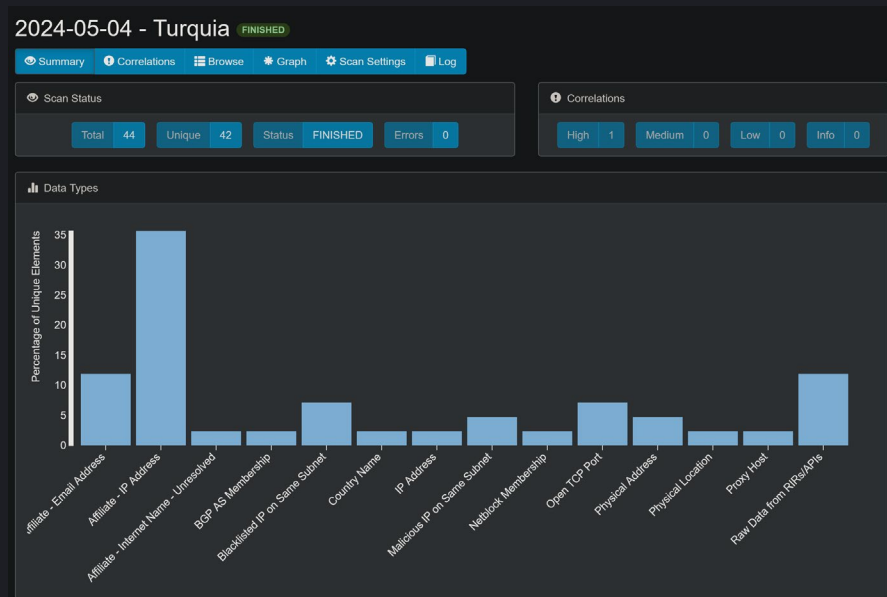 2024-05-04 - Turquia FINISHED
Summary Correlations Browse Graph Scan Settings Log
Scan Status
Total 44 Unique 42 Status FINISHED Errors 0
Correlations
High 1 Medium 0 Low 0 Info 0
Data Types
Percentage of Unique Elements
35
30
25
20
15
10
5
0
ffiliate - Email Address
Affiliate - IP Address
Affiliate - Internet Name - Unresolved
BGP AS Membership
Blacklisted IP on Same Subnet
Country Name
IP Address
Malicious IP on Same Subnet
Netblock Membership
Open TCP Port
Physical Address
Physical Location
Proxy Host
Raw Data from RIRs/APIs